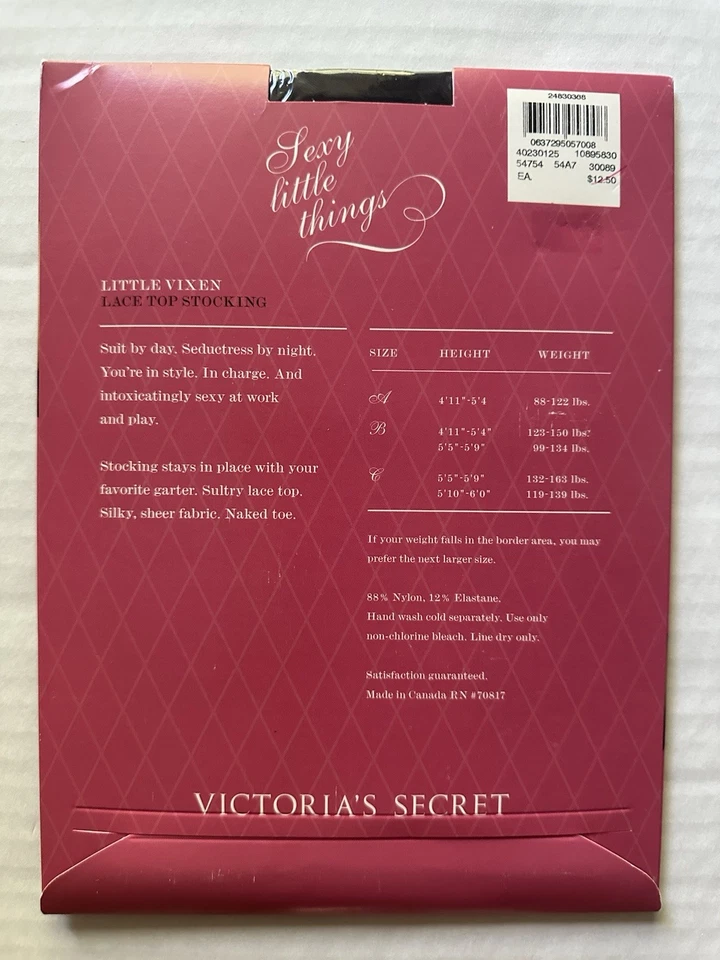 24830368
0637295057008
40230125 10895830
54754 54A7 30089
EA. $12.50
Sexy
little
things
LITTLE VIXEN
LACE TOP STOCKING
Suit by day. Seductress by night.
You're in style. In charge. And
intoxicatingly sexy at work
and play.
Stocking stays in place with your
favorite garter. Sultry lace top.
Silky, sheer fabric. Naked toe.
SIZE HEIGHT WEIGHT
A 4'11"-5'4 88-122 lbs.
B 4'11"-5'4" 123-150 lbs.
5'5"-5'9" 99-134 lbs.
C 5'5"-5'9" 132-163 lbs.
5'10"-6'0" 119-139 lbs.
If your weight falls in the border area, you may
prefer the next larger size.
88% Nylon, 12% Elastane.
Hand wash cold separately. Use only
non-chlorine bleach. Line dry only.
Satisfaction guaranteed.
Made in Canada RN #70817
VICTORIA'S SECRET